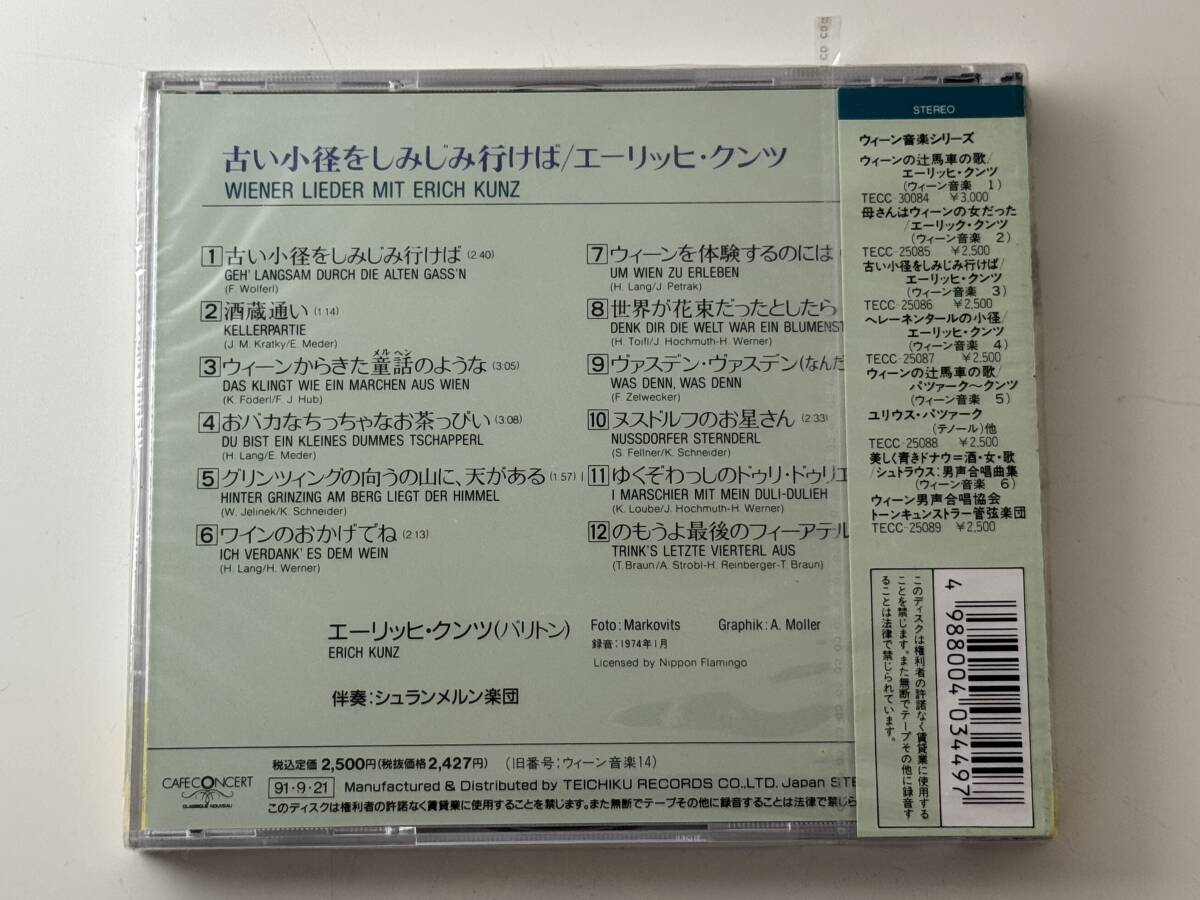 古い小径をしみじみ行けば/エーリッヒ・クンツ
WIENER LIEDER MIT ERICH KUNZ
1 古い小径をしみじみ行けば (2:40)
GEH' LANGSAM DURCH DIE ALTEN GASS'N
(F. Wolferl)
2 酒蔵通い (1:14)
KELLERPARTIE
(J. M. Kratky/E. Meder)
メルヘン
3 ウィーンからきた童話のような (3:05)
DAS KLINGT WIE EIN MARCHEN AUS WIEN
(K. Foderl/F. J. Hub)
4 おバカなちっちゃなお茶っぴい (3:08)
DU BIST EIN KLEINES DUMMES TSCHAPPERL
(H. Lang/E. Meder)
5 グリンツィングの向うの山に、天がある (1:57)
HINTER GRINZING AM BERG LIEGT DER HIMMEL
(W. Jelinek/K. Schneider)
6 ワインのおかげでね (2:13)
ICH VERDANK' ES DEM WEIN
(H. Lang/H. Werner)
7 ウィーンを体験するのには
UM WIEN ZU ERLEBEN
(H. Lang/J. Petrak)
8 世界が花束だったとしたら
DENK DIR DIE WELT WAR EIN BLUMENST
(H. Toifl/J. Hochmuth-H. Werner)
9 ヴァスデン・ヴァスデン(なんだ
WAS DENN, WAS DENN
(F. Zelwecker)
10 ヌスドルフのお星さん (2:33)
NUSSDORFER STERNDERL
(S. Fellner/K. Schneider)
11 ゆくぞわっしのドゥリ・ドゥリエ
I MARSCHIER MIT MEIN DULI-DULIEH
(K. Loube/J. Hochmuth-H. Werner)
12 のもうよ最後のフィーアテル
TRINK'S LETZTE VIERTERL AUS
(T. Braun/A. Strobl-H. Reinberger-T. Braun)
エーリッヒ・クンツ(バリトン)
ERICH KUNZ
伴奏:シュランメルン楽団
Foto: Markovits Graphik: A. Moller
録音:1974年1月
Licensed by Nippon Flamingo
税込定価 2,500円(税抜価格2,427円) (旧番号:ウィーン音楽14)
CAFE CONCERT
CLASSIQUE NOUVEAU
91・9・21 Manufactured & Distributed by TEICHIKU RECORDS CO.,LTD. Japan STE
このディスクは権利者の許諾なく賃貸業に使用することを禁じます。また無断でテープその他に録音することは法律で禁じら
STEREO
ウィーン音楽シリーズ
ウィーンの辻馬車の歌/
エーリッヒ・クンツ
(ウィーン音楽 1)
TECC-30084 ¥3,000
母さんはウィーンの女だった
/エーリック・クンツ
(ウィーン音楽 2)
TECC-25085 ¥2,500
古い小径をしみじみ行けば/
エーリッヒ・クンツ
(ウィーン音楽 3)
TECC-25086 ¥2,500
ヘレーネンタールの小径/
エーリッヒ・クンツ
(ウィーン音楽 4)
TECC-25087 ¥2,500
ウィーンの辻馬車の歌/
パツァーク〜クンツ
(ウィーン音楽 5)
ユリウス・パツァーク
(テノール)他
TECC-25088 ¥2,500
美しく青きドナウ=酒・女・歌
/シュトラウス:男声合唱曲集
(ウィーン音楽 6)
ウィーン男声合唱協会
トーンキュンストラー管弦楽団
TECC-25089 ¥2,500
このディスクは権利者の許諾なく賃貸業に使用する
ことを禁じます。また無断でテープその他に録音す
ることは法律で禁じられています。
4 988004 034497